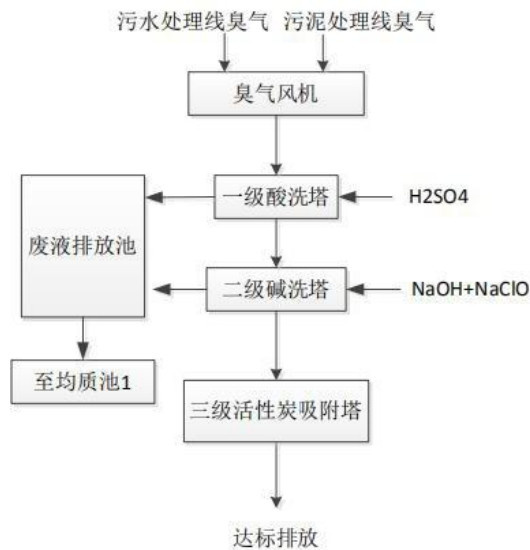 污水处理线臭气 污泥处理线臭气
臭气风机
一级酸洗塔
H2SO4
废液排放池
二级碱洗塔
NaOH+NaClO
至均质池1
三级活性炭吸附塔
达标排放